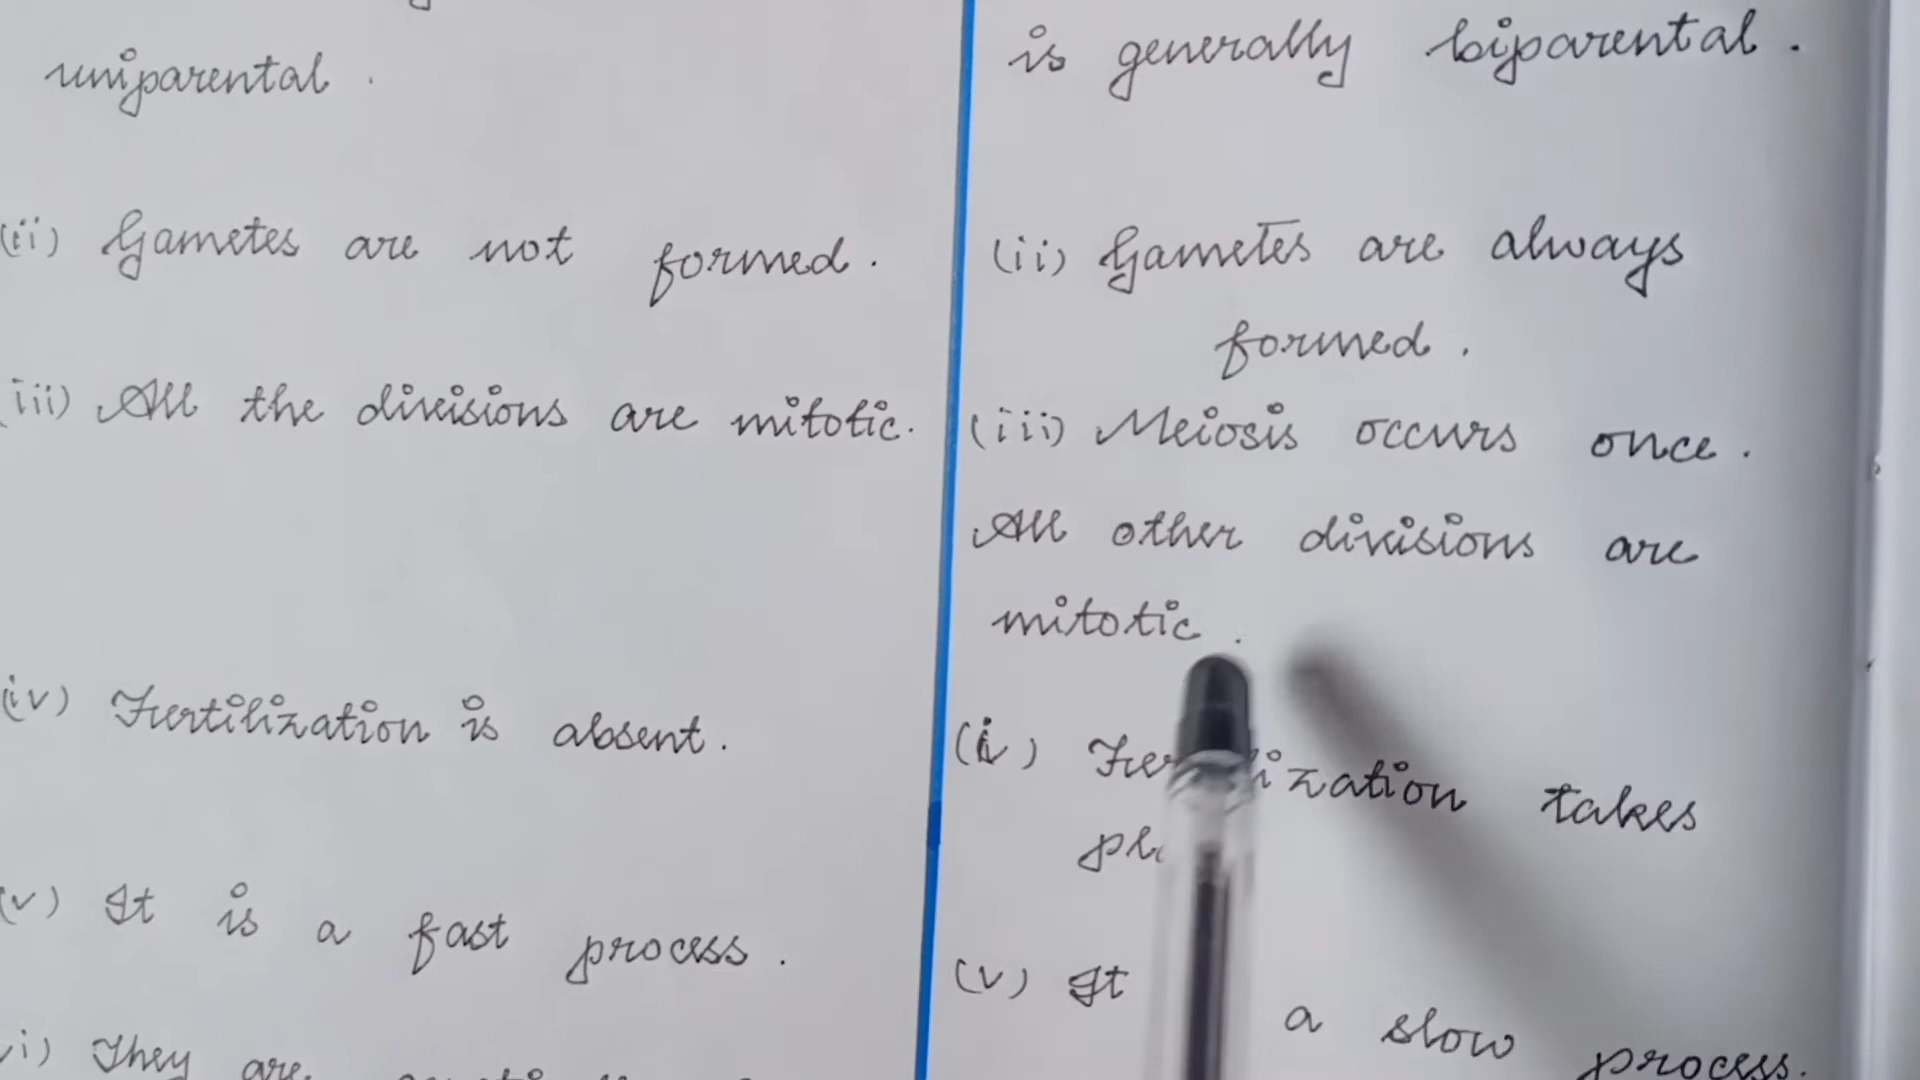 uniparental.
(ii) Gametes are not formed.
(iii) All the divisions are mitotic.
(iv) Fertilization is absent.
(v) It is a fast process.
They are
is generally biparental.
(ii) Gametes are always
formed.
(iii) Meiosis occurs once.
All other divisions are
mitotic.
takes
(v) It a slow process.